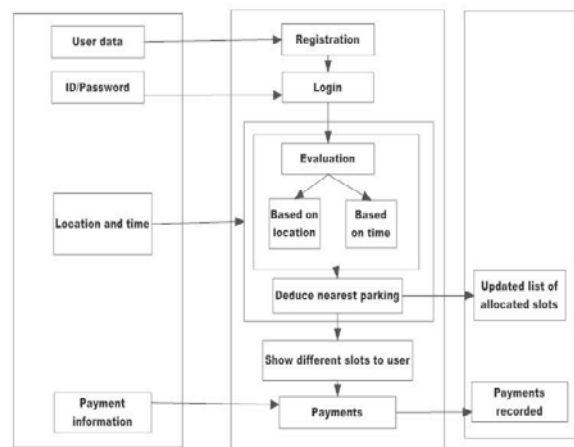 User data
Registration
ID/Password
Login
Evaluation
Based on
location
Based
on time
Location and time
Deduce nearest parking
Updated list of
allocated slots
Show different slots to user
Payment
information
Payments
Payments
recorded